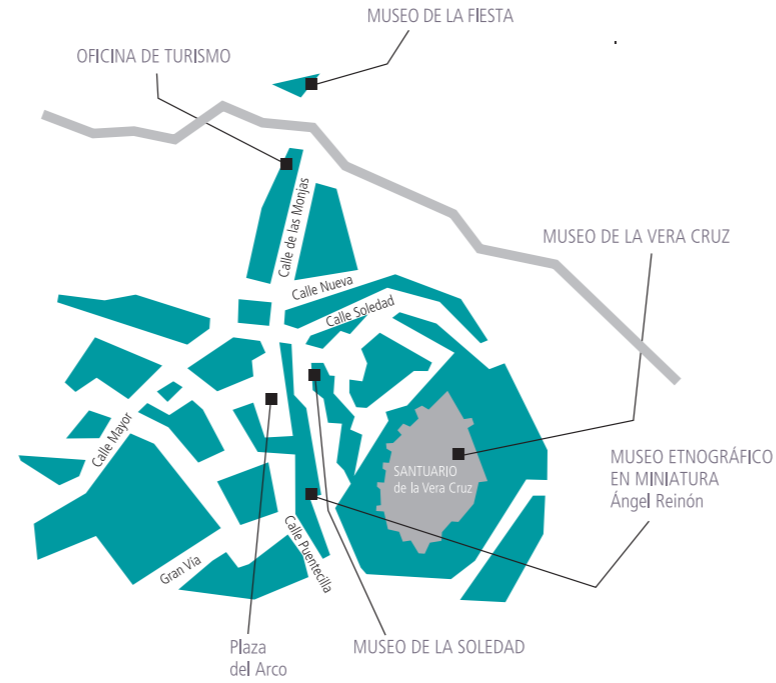 MUSEO DE LA FIESTA
OFICINA DE TURISMO
Calle de las Monjas
MUSEO DE LA VERA CRUZ
Calle Nueva
Calle Soledad
Calle Mayor
SANTUARIO
de la Vera Cruz
MUSEO ETNOGRÁFICO
EN MINIATURA
Ángel Reinón
Gran Vía
Calle Puentecilla
Plaza
del Arco
MUSEO DE LA SOLEDAD